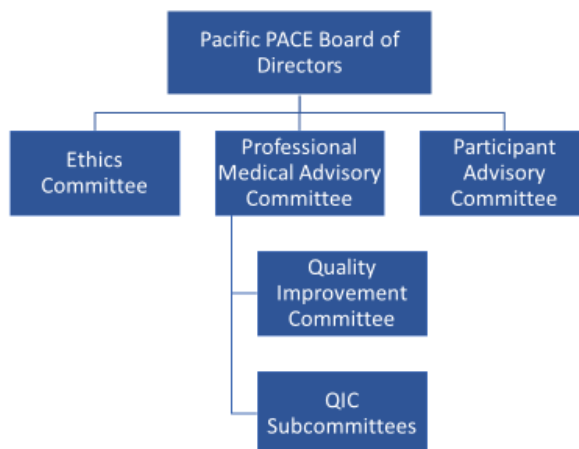 Pacific PACE Board of
Directors
Ethics
Committee
Professional
Medical Advisory
Committee
Participant
Advisory
Committee
Quality
Improvement
Committee
QIC
Subcommittees